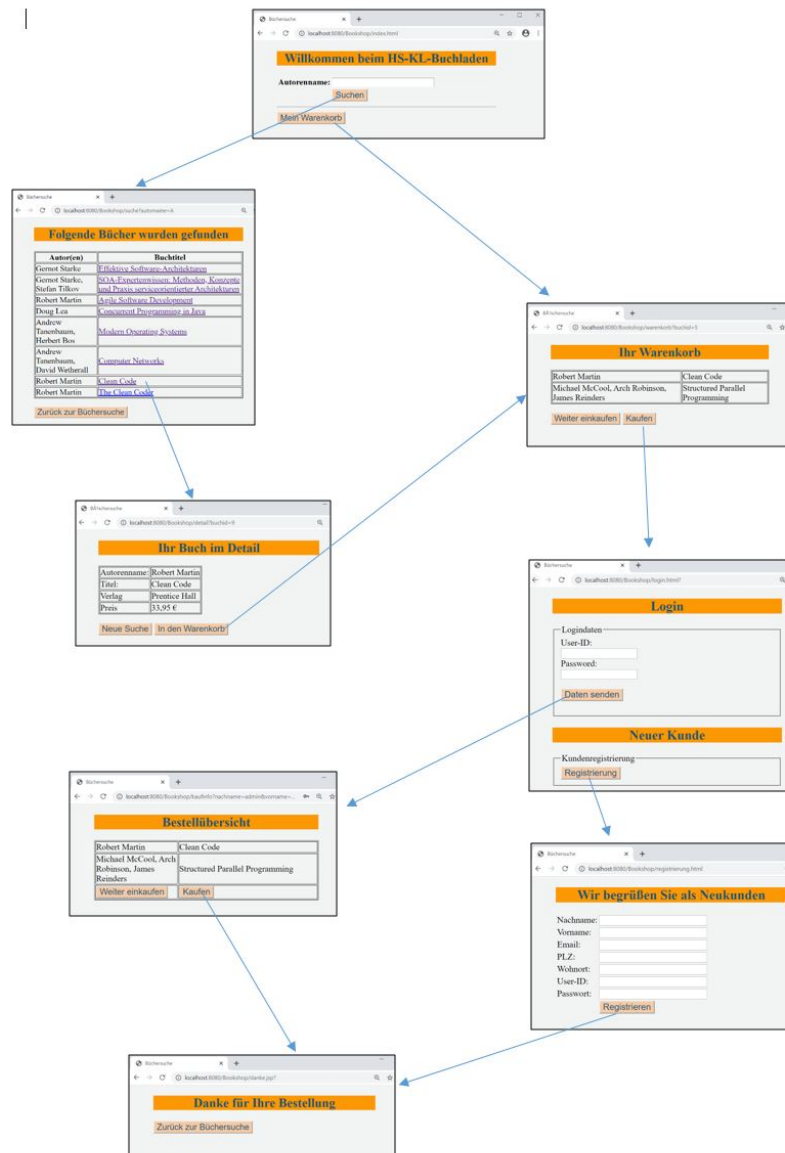 Büchersuche
localhost:8080/Bookshop/index.html
Willkommen beim HS-KL-Buchladen
Autorenname:
Suchen
Mein Warenkorb
Büchersuche
localhost:8080/Bookshop/suche?autorname=A
Folgende Bücher wurden gefunden
Autor(en) Buchtitel
Gernot Starke Effektive Software-Architekturen
Gernot Starke, SOA-Expertenwissen: Methoden, Konzepte
Stefan Tilkov und Praxis serviceorientierter Architekturen
Robert Martin Agile Software Development
Doug Lea Concurrent Programming in Java
Andrew
Tanenbaum, Modern Operating Systems
Herbert Bos
Andrew
Tanenbaum, Computer Networks
David Wetherall
Robert Martin Clean Code
Robert Martin The Clean Coder
Zurück zur Büchersuche
localhost:8080/Bookshop/warenkorb?buchid=5
Ihr Warenkorb
Robert Martin Clean Code
Michael McCool, Arch Robinson, Structured Parallel
James Reinders Programming
Weiter einkaufen Kaufen
localhost:8080/Bookshop/detail?buchid=9
Ihr Buch im Detail
Autorenname: Robert Martin
Titel: Clean Code
Verlag Prentice Hall
Preis 33,95 €
Neue Suche In den Warenkorb
Büchersuche
localhost:8080/Bookshop/login.html?
Login
Logindaten
User-ID:
Password:
Daten senden
Neuer Kunde
Kundenregistrierung
Registrierung
Büchersuche
localhost:8080/Bookshop/kaufinfo?nachname=admin&vorname=...
Bestellübersicht
Robert Martin Clean Code
Michael McCool, Arch
Robinson, James Structured Parallel Programming
Reinders
Weiter einkaufen Kaufen
Büchersuche
localhost:8080/Bookshop/registrierung.html
Wir begrüßen Sie als Neukunden
Nachname:
Vorname:
Email:
PLZ:
Wohnort:
User-ID:
Passwort:
Registrieren
Büchersuche
localhost:8080/Bookshop/danke.jsp?
Danke für Ihre Bestellung
Zurück zur Büchersuche